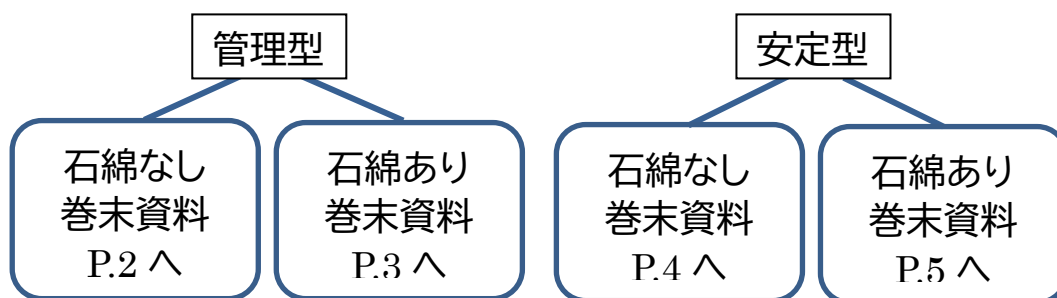 管理型
石綿なし
巻末資料
P.2 へ
石綿あり
巻末資料
P.3 へ
安定型
石綿なし
巻末資料
P.4 へ
石綿あり
巻末資料
P.5 へ